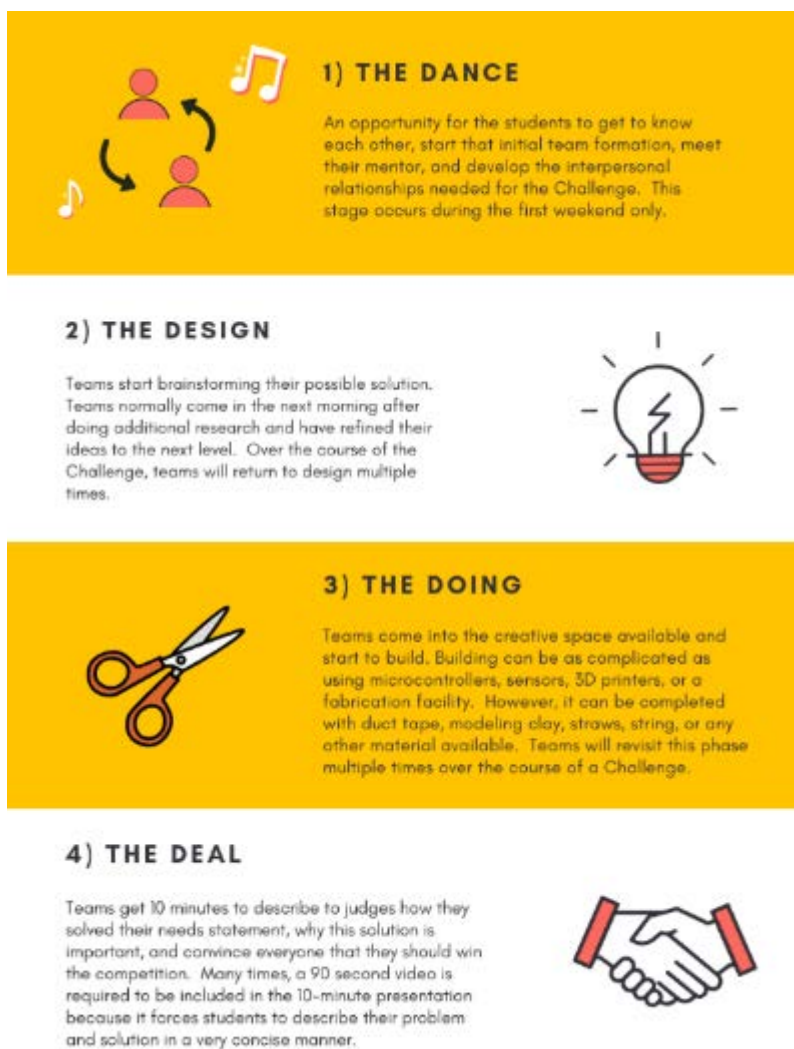 1) THE DANCE
An opportunity for the students to get to know
each other, start that initial team formation, meet
their mentor, and develop the interpersonal
relationships needed for the Challenge. This
stage occurs during the first weekend only.
2) THE DESIGN
Teams start brainstorming their possible solution.
Teams normally come in the next morning after
doing additional research and have refined their
ideas to the next level. Over the course of the
Challenge, teams will return to design multiple
times.
3) THE DOING
Teams come into the creative space available and
start to build. Building can be as complicated as
using microcontrollers, sensors, 3D printers, or a
fabrication facility. However, it can be completed
with duct tape, modeling clay, straws, string, or any
other material available. Teams will revisit this phase
multiple times over the course of a Challenge.
4) THE DEAL
Teams get 10 minutes to describe to judges how they
solved their needs statement, why this solution is
important, and convince everyone that they should win
the competition. Many times, a 90 second video is
required to be included in the 10-minute presentation
because it forces students to describe their problem
and solution in a very concise manner.